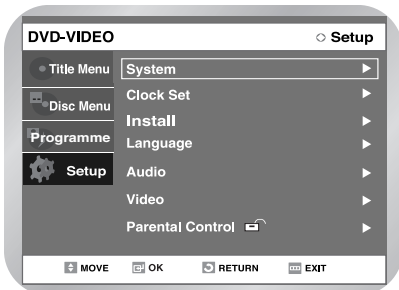 DVD-VIDEO
Setup
Title Menu
Disc Menu
Programme
Setup
System
Clock Set
Install
Language
Audio
Video
Parental Control
MOVE OK RETURN EXIT